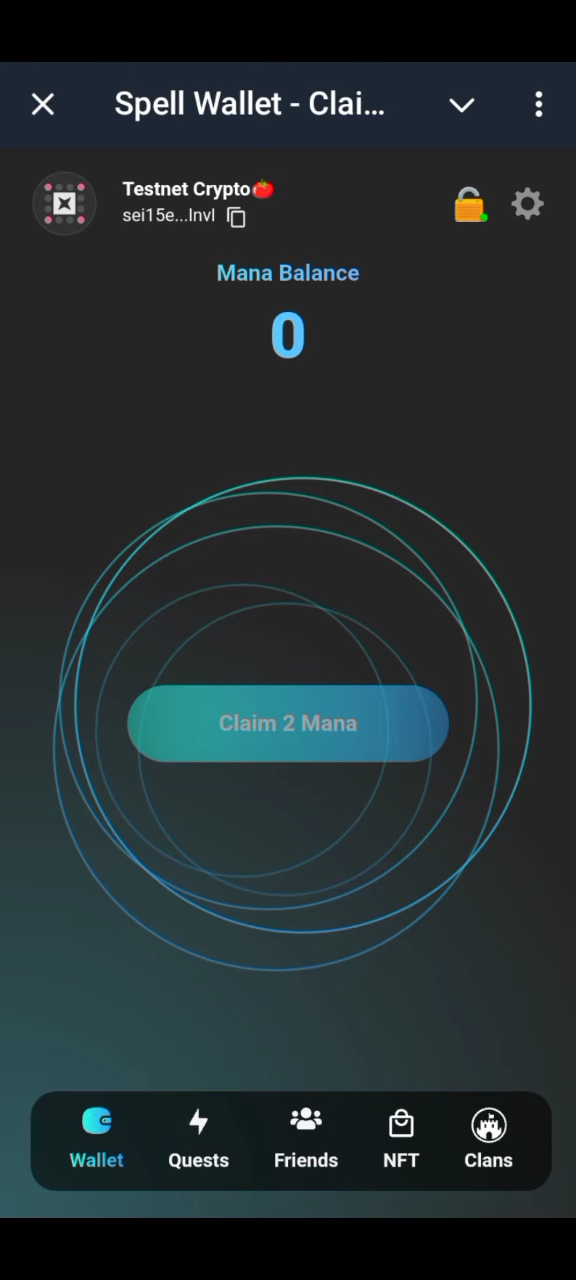 Spell Wallet - Clai...
Testnet Crypto🍅
sei15e...lnvl
Mana Balance
0
Claim 2 Mana
Wallet
Quests
Friends
NFT
Clans